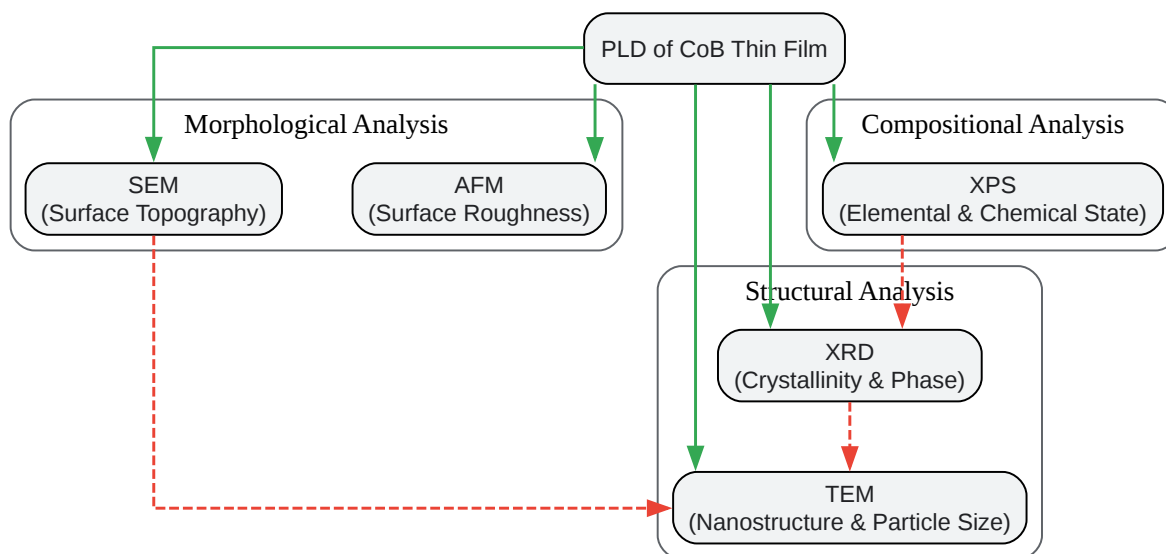 PLD of CoB Thin Film
Morphological Analysis
Compositional Analysis
SEM
(Surface Topography)
AFM
(Surface Roughness)
XPS
(Elemental & Chemical State)
Structural Analysis
XRD
(Crystallinity & Phase)
TEM
(Nanostructure & Particle Size)